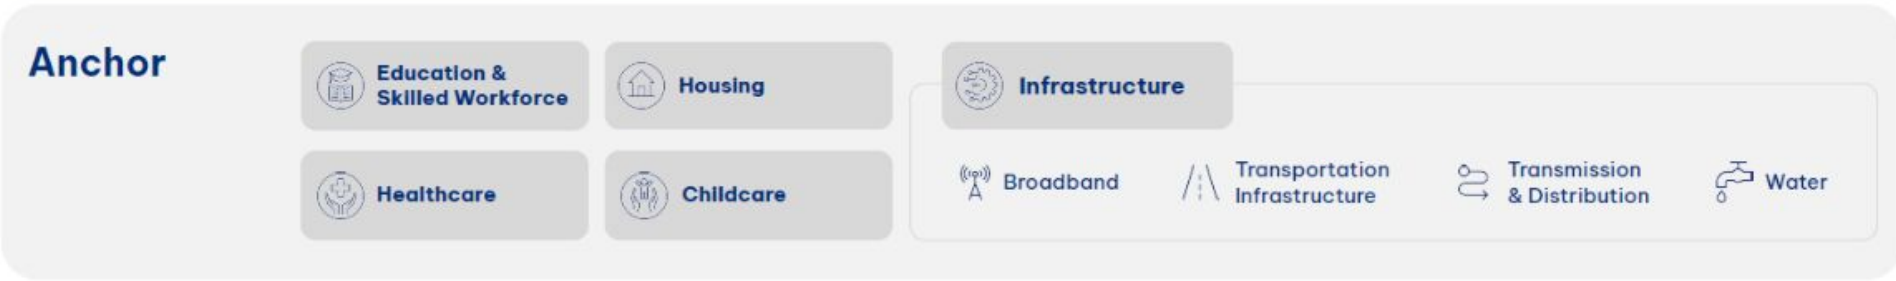 Anchor
Education &
Skilled Workforce
Housing
Infrastructure
Healthcare
Childcare
Broadband
Transportation
Infrastructure
Transmission
& Distribution
Water